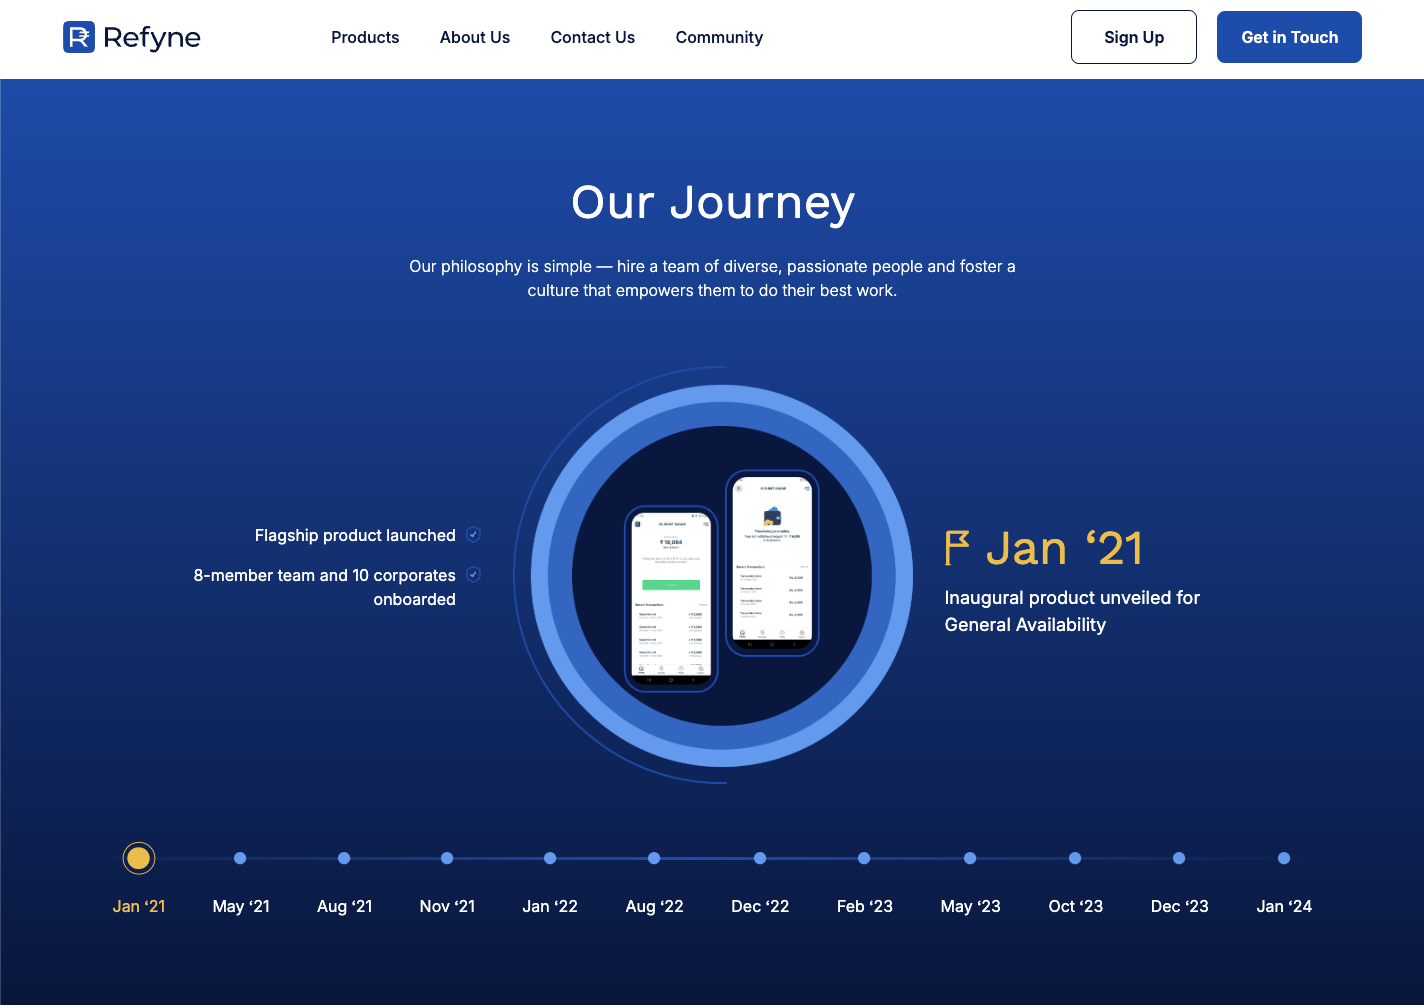 Refyne
Products
About Us
Contact Us
Community
Sign Up
Get in Touch
Our Journey
Our philosophy is simple — hire a team of diverse, passionate people and foster a
culture that empowers them to do their best work.
Flagship product launched
8-member team and 10 corporates
onboarded
₹ 18,064
Jan ‘21
Inaugural product unveiled for
General Availability
Jan ‘21
May ‘21
Aug ‘21
Nov ‘21
Jan ‘22
Aug ‘22
Dec ‘22
Feb ‘23
May ‘23
Oct ‘23
Dec ‘23
Jan ‘24